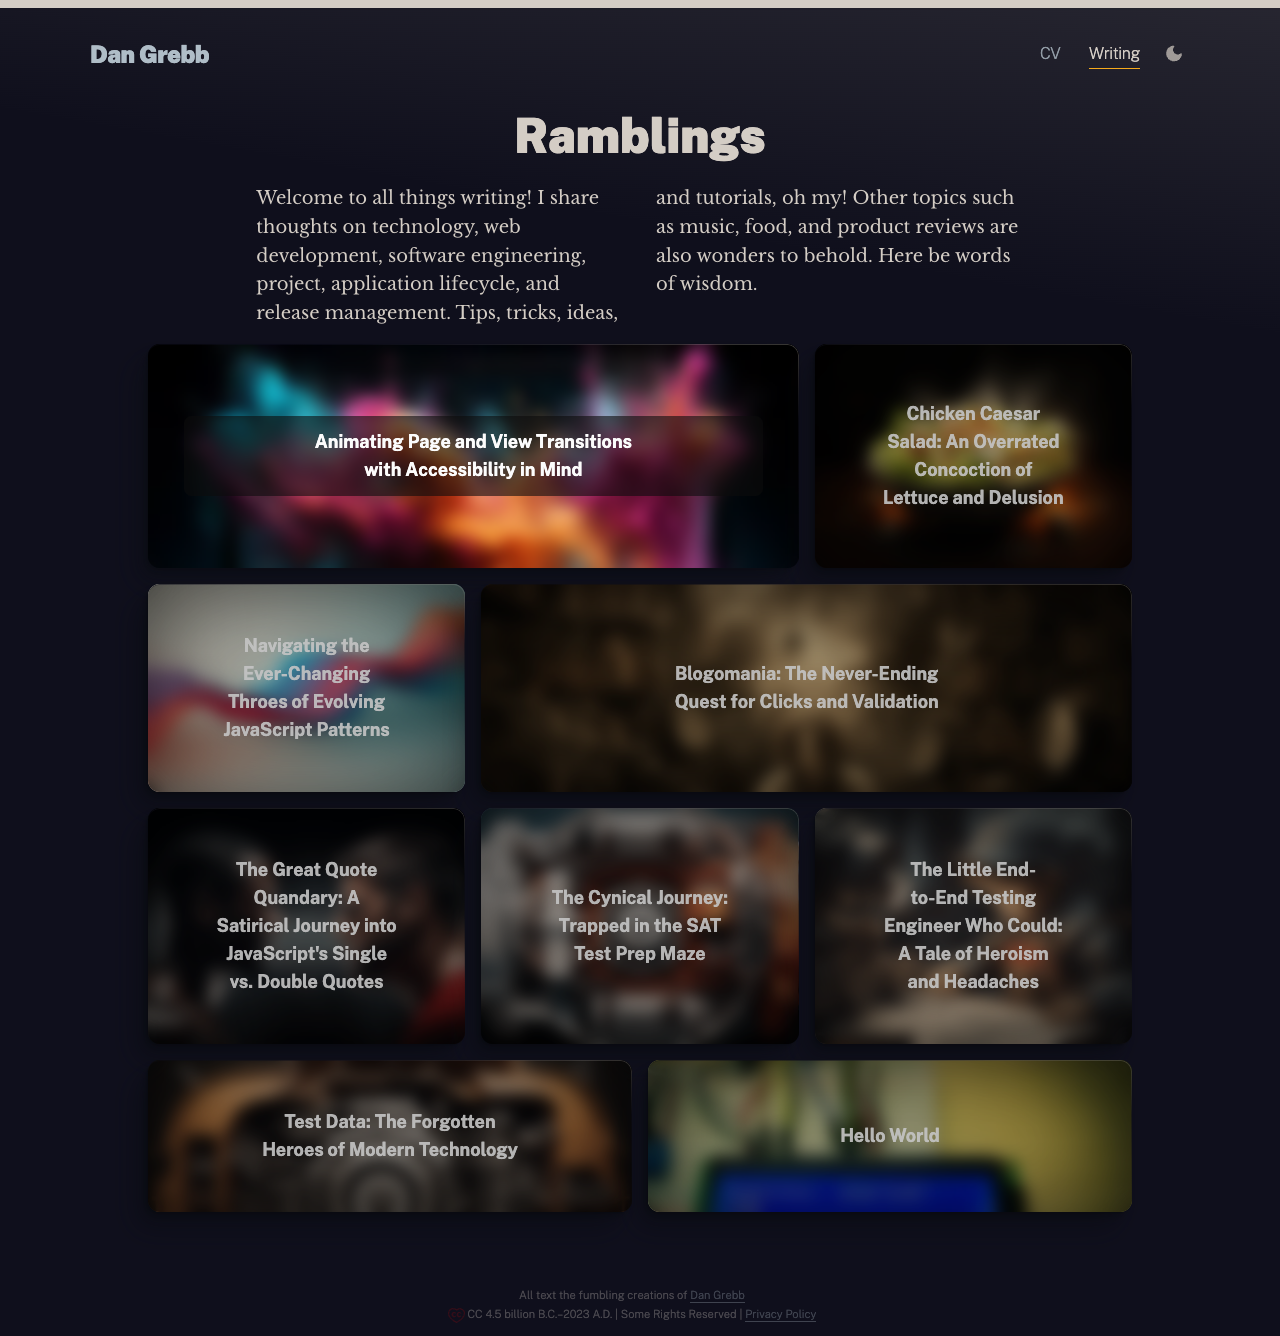 Dan Grebb
CV
Writing
Ramblings
Welcome to all things writing! I share
thoughts on technology, web
development, software engineering,
project, application lifecycle, and
release management. Tips, tricks, ideas,
and tutorials, oh my! Other topics such
as music, food, and product reviews are
also wonders to behold. Here be words
of wisdom.
Animating Page and View Transitions
with Accessibility in Mind
Chicken Caesar
Salad: An Overrated
Concoction of
Lettuce and Delusion
Navigating the
Ever-Changing
Throes of Evolving
JavaScript Patterns
Blogomania: The Never-Ending
Quest for Clicks and Validation
The Great Quote
Quandary: A
Satirical Journey into
JavaScript's Single
vs. Double Quotes
The Cynical Journey:
Trapped in the SAT
Test Prep Maze
The Little End-
to-End Testing
Engineer Who Could:
A Tale of Heroism
and Headaches
Test Data: The Forgotten
Heroes of Modern Technology
Hello World
All text the fumbling creations of Dan Grebb
CC 4.5 billion B.C.–2023 A.D. | Some Rights Reserved | Privacy Policy